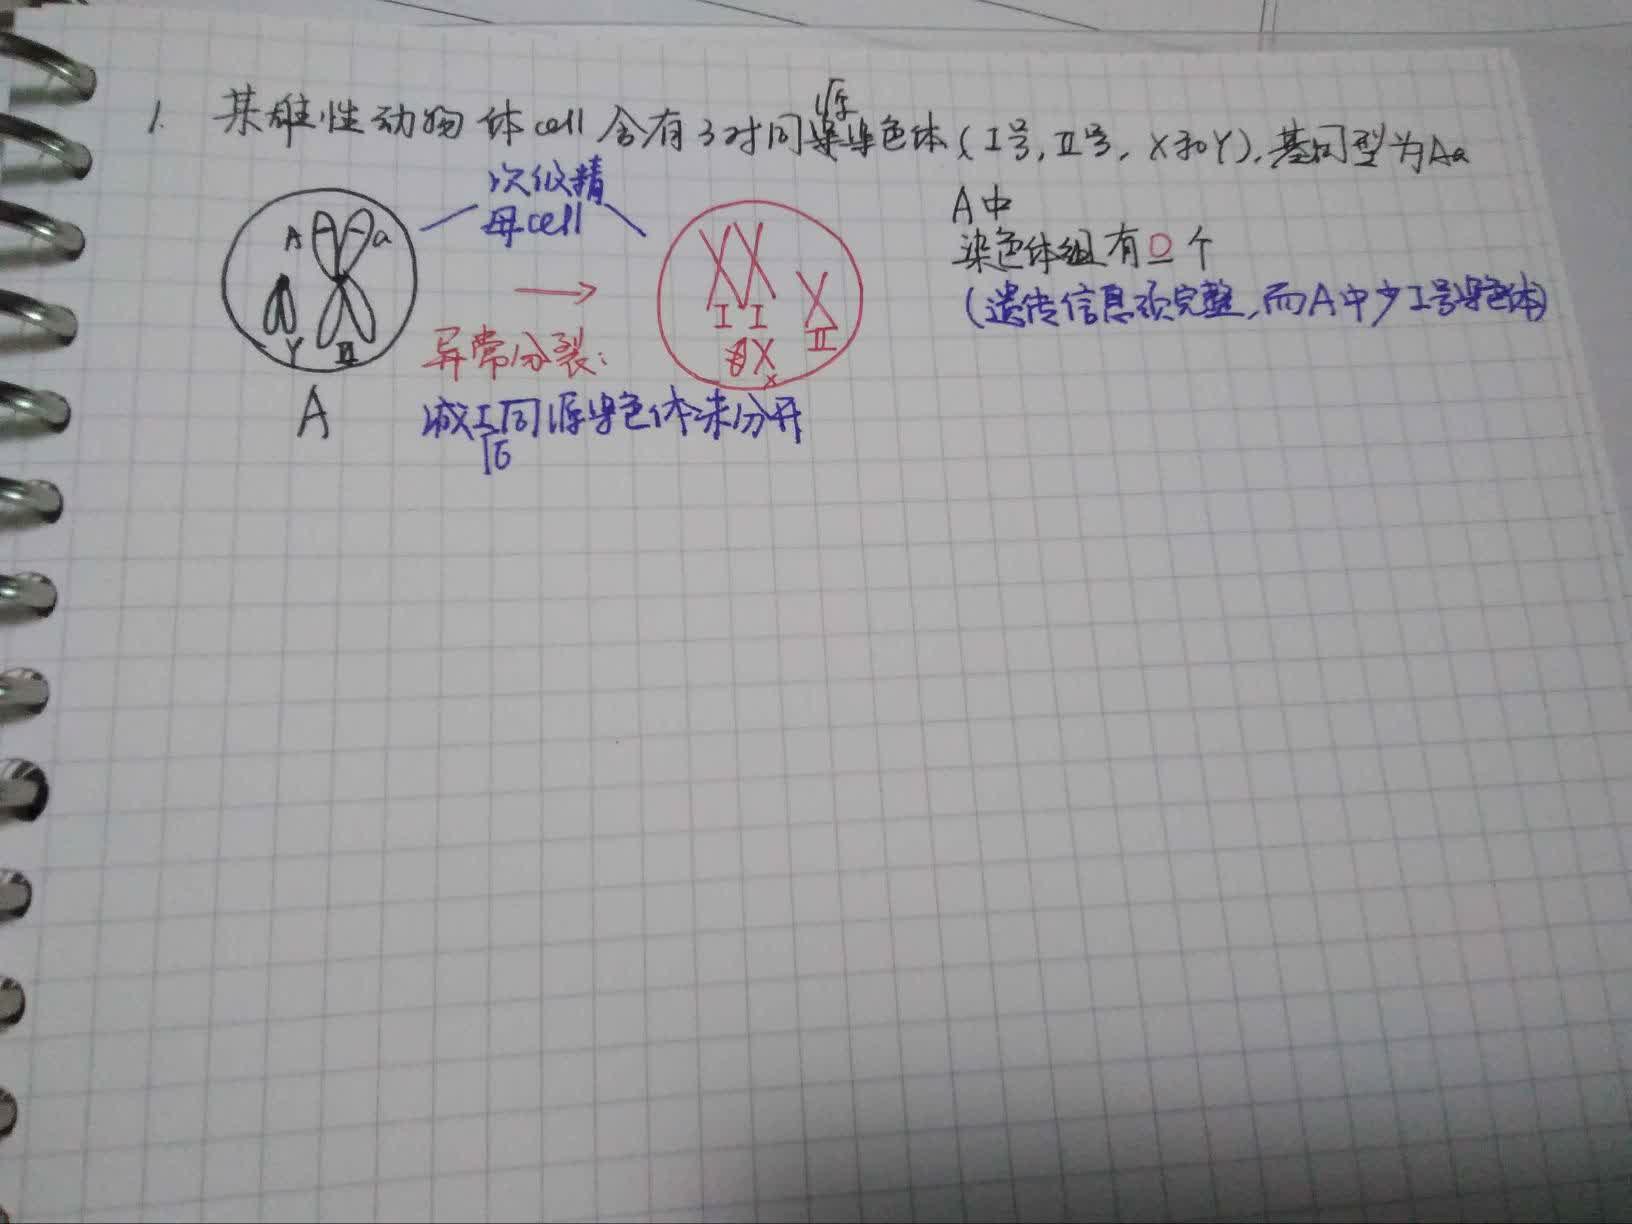 1. 某雄性动物体cell含有3对同源染色体(I号,II号,X和Y),基因型为Aa
次级精
母cell
A a
Y II
A
异常分裂:
I I
II
X
减I后同源染色体未分开
A中
染色体组有0个
(遗传信息须完整,而A中少I号染色体)